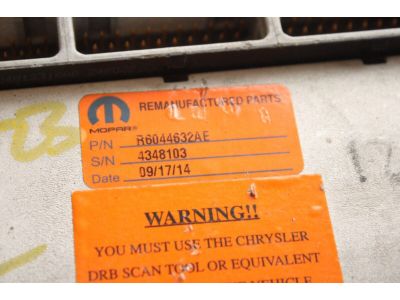 REMANUFACTURED PARTS
MOPAR®
P/N R6044632AE
S/N 4348103
Date 09/17/14
WARNING!!
YOU MUST USE THE CHRYSLER
DRB SCAN TOOL OR EQUIVALENT
VEHICLE